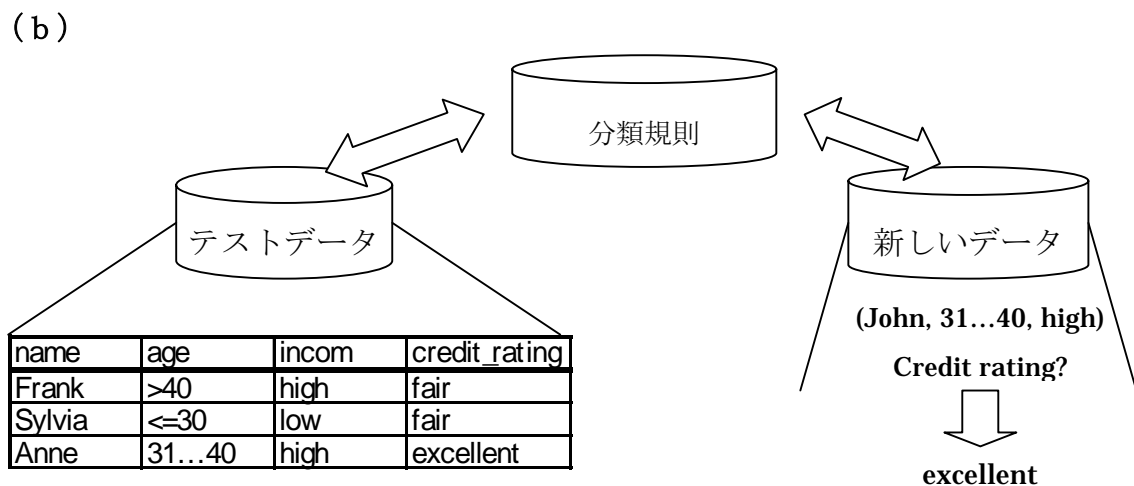 (b)
分類規則
テストデータ
新しいデータ
name age incom credit_rating
Frank >40 high fair
Sylvia <=30 low fair
Anne 31…40 high excellent
(John, 31…40, high)
Credit rating?
excellent